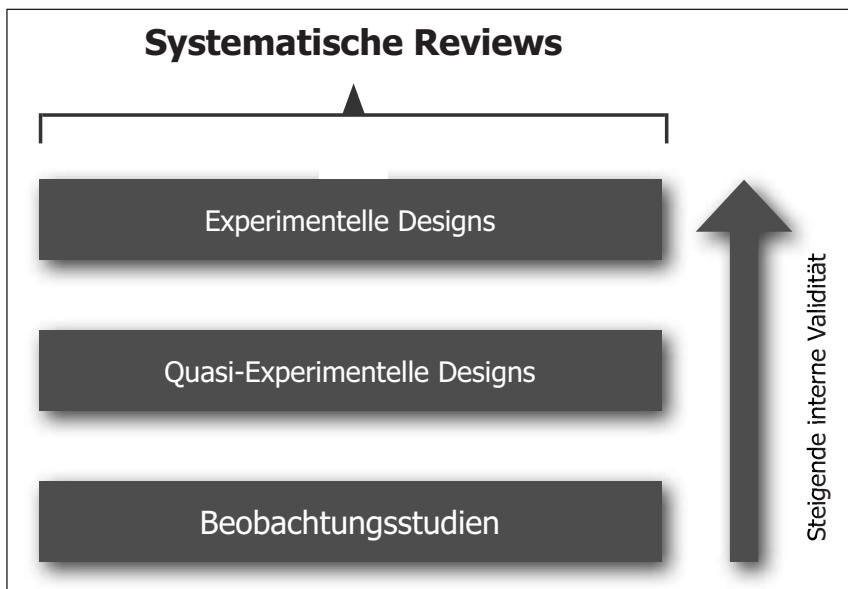 Systematische Reviews
Experimentelle Designs
Quasi-Experimentelle Designs
Beobachtungsstudien
Steigende interne Validität